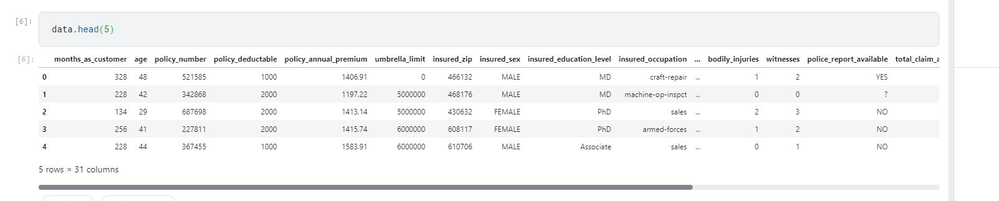 [6]:
data.head(5)
[6]:
months_as_customer age policy_number policy_deductable policy_annual_premium umbrella_limit insured_zip insured_sex insured_education_level insured_occupation ... bodily_injuries witnesses police_report_available total_claim_a
0 328 48 521585 1000 1406.91 0 466132 MALE MD craft-repair ... 1 2 YES
1 228 42 342868 2000 1197.22 5000000 468176 MALE MD machine-op-inspct ... 0 0 ?
2 134 29 687698 2000 1413.14 5000000 430632 FEMALE PhD sales ... 2 3 NO
3 256 41 227811 2000 1415.74 6000000 608117 FEMALE PhD armed-forces ... 1 2 NO
4 228 44 367455 1000 1583.91 6000000 610706 MALE Associate sales ... 0 1 NO
5 rows × 31 columns